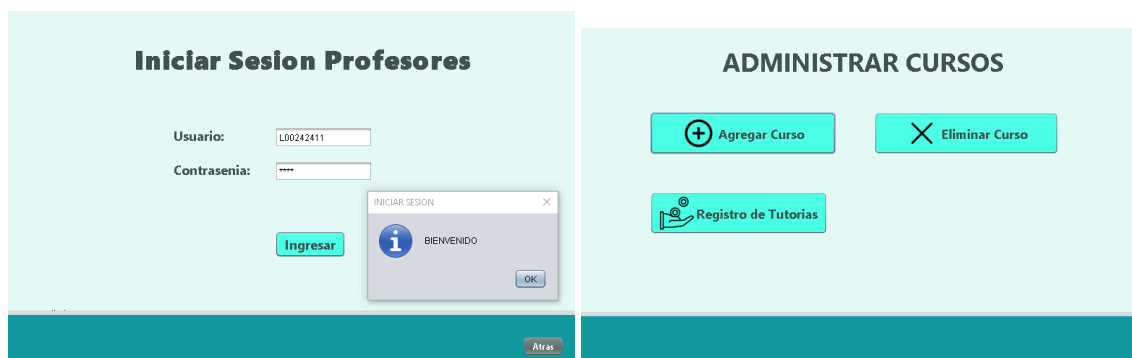 Iniciar Sesion Profesores
Usuario:
L00242411
Contrasenia:
****
INICIAR SESION
BIENVENIDO
OK
Ingresar
Atras
ADMINISTRAR CURSOS
Agregar Curso
Eliminar Curso
Registro de Tutorias